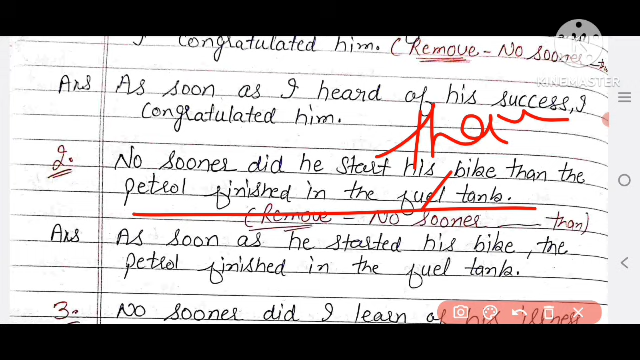 congratulated him. (Remove - No sooner
Ans As soon as I heard of his success, I
congratulated him.
than
2. No sooner did he start his bike than the
petrol finished in the fuel tank.
(Remove - No sooner ___ than)
Ans As soon as he started his bike, the
petrol finished in the fuel tank.
3. No sooner did I learn of his illness
KINEMASTER